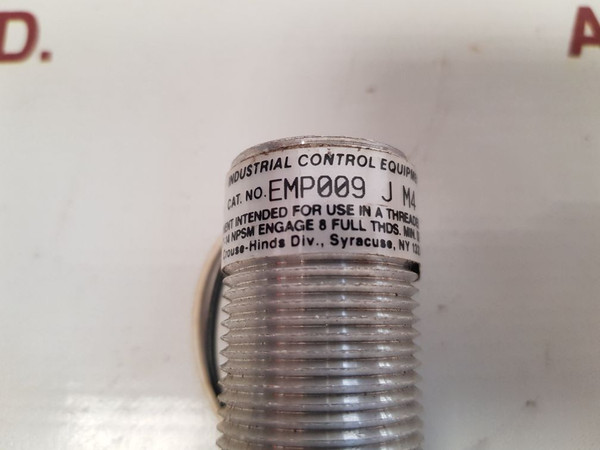 D.
INDUSTRIAL CONTROL EQUIPM
CAT. NO. EMP009 J M4
INTENDED FOR USE IN A THREADE
NPSM ENGAGE 8 FULL THDS. MIN.
Crouse-Hinds Div., Syracuse, NY